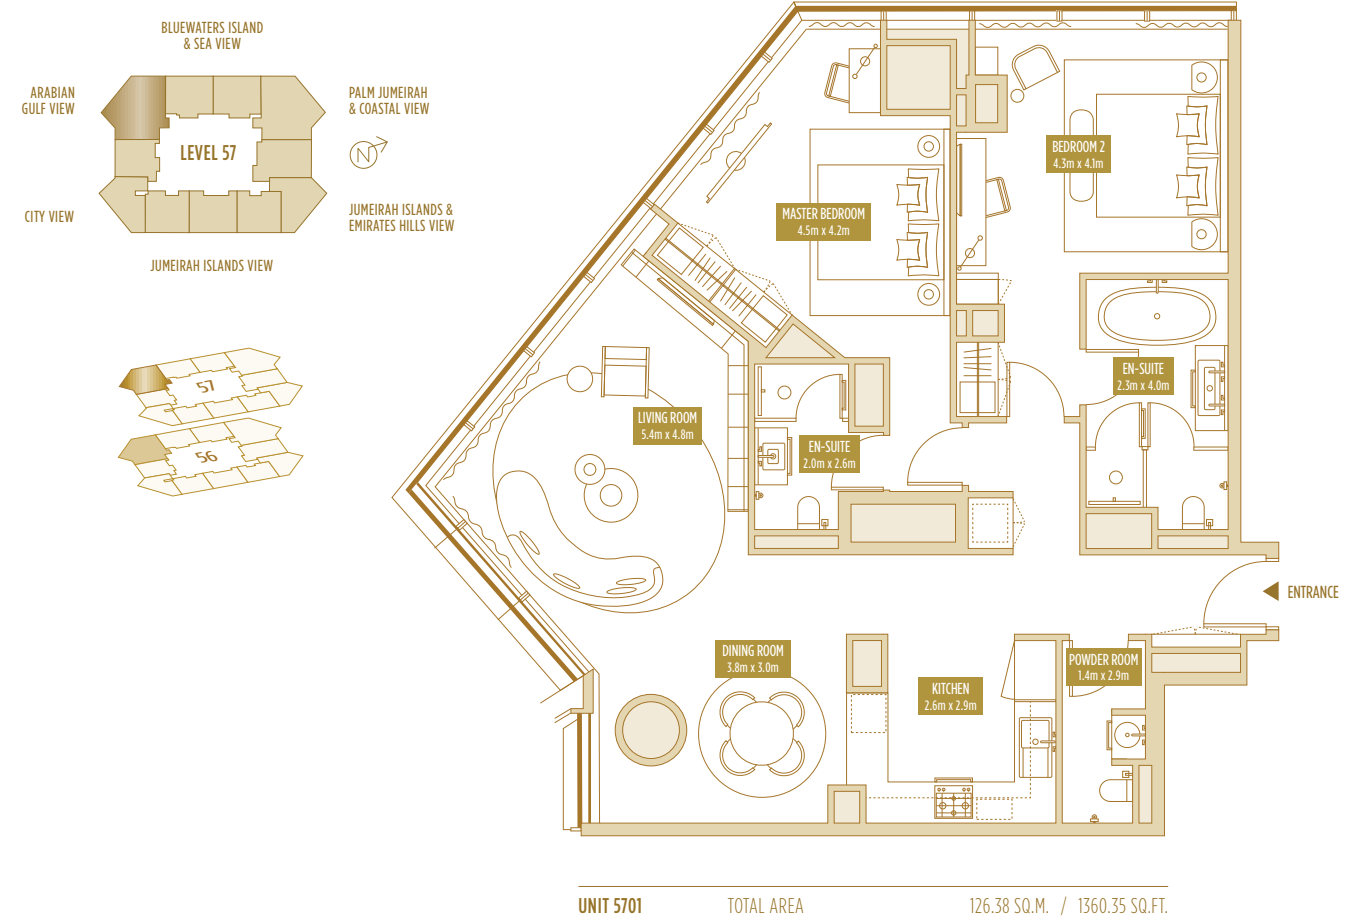 BLUEWATERS ISLAND
& SEA VIEW
ARABIAN
GULF VIEW
PALM JUMEIRAH
& COASTAL VIEW
LEVEL 57
N
CITY VIEW
JUMEIRAH ISLANDS &
EMIRATES HILLS VIEW
JUMEIRAH ISLANDS VIEW
57
56
BEDROOM 2
4.3m x 4.1m
MASTER BEDROOM
4.5m x 4.2m
EN-SUITE
2.3m x 4.0m
LIVING ROOM
5.4m x 4.8m
EN-SUITE
2.0m x 2.6m
ENTRANCE
DINING ROOM
3.8m x 3.0m
POWDER ROOM
1.4m x 2.9m
KITCHEN
2.6m x 2.9m
UNIT 5701 TOTAL AREA 126.38 SQ.M. / 1360.35 SQ.FT.